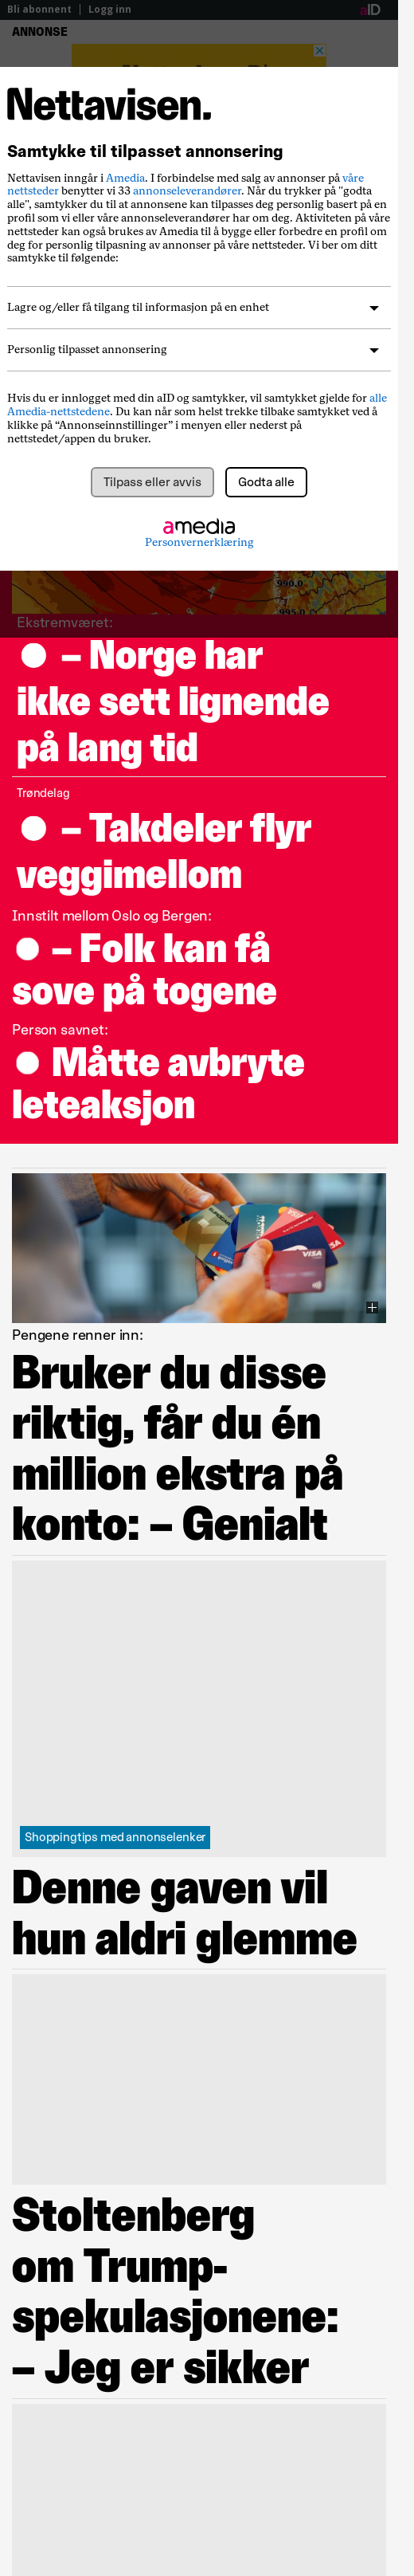 Bli abonnent | Logg inn
aID
ANNONSE
Nettavisen.
Samtykke til tilpasset annonsering
Nettavisen inngår i Amedia. I forbindelse med salg av annonser på våre
nettsteder benytter vi 33 annonseleverandører. Når du trykker på "godta
alle", samtykker du til at annonsene kan tilpasses deg personlig basert på en
profil som vi eller våre annonseleverandører har om deg. Aktiviteten på våre
nettsteder kan også brukes av Amedia til å bygge eller forbedre en profil om
deg for personlig tilpasning av annonser på våre nettsteder. Vi ber om ditt
samtykke til følgende:
Lagre og/eller få tilgang til informasjon på en enhet
Personlig tilpasset annonsering
Hvis du er innlogget med din aID og samtykker, vil samtykket gjelde for alle
Amedia-nettstedene. Du kan når som helst trekke tilbake samtykket ved å
klikke på “Annonseinnstillinger” i menyen eller nederst på
nettstedet/appen du bruker.
Tilpass eller avvis
Godta alle
amedia
Personvernerklæring
990.0
995.0
Ekstremværet:
– Norge har
ikke sett lignende
på lang tid
Trøndelag
– Takdeler flyr
veggimellom
Innstilt mellom Oslo og Bergen:
– Folk kan få
sove på togene
Person savnet:
Måtte avbryte
leteaksjon
VISA
VISA
Pengene renner inn:
Bruker du disse
riktig, får du én
million ekstra på
konto: – Genialt
Shoppingtips med annonselenker
Denne gaven vil
hun aldri glemme
Stoltenberg
om Trump-
spekulasjonene:
– Jeg er sikker